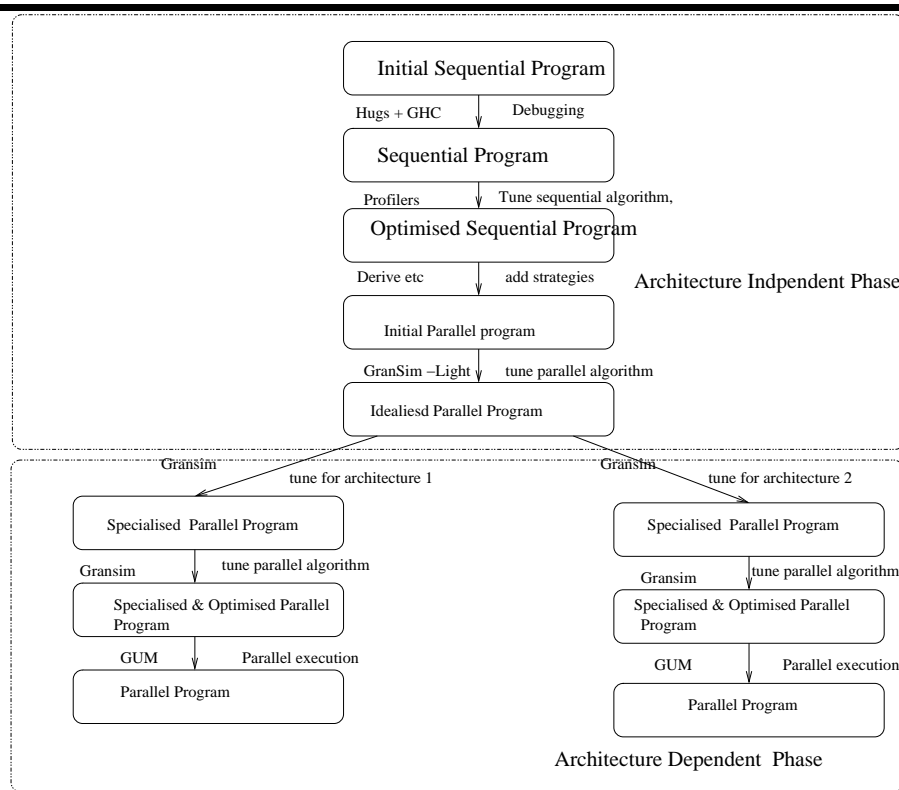 Initial Sequential Program
Hugs + GHC
Debugging
Sequential Program
Profilers
Tune sequential algorithm,
Optimised Sequential Program
Derive etc
add strategies
Architecture Indpendent Phase
Initial Parallel program
GranSim –Light
tune parallel algorithm
Idealiesd Parallel Program
Gransim
tune for architecture 1
Gransim
tune for architecture 2
Specialised Parallel Program
Specialised Parallel Program
Gransim
tune parallel algorithm
Gransim
tune parallel algorithm
Specialised & Optimised Parallel
Program
Specialised & Optimised Parallel
Program
GUM
Parallel execution
GUM
Parallel execution
Parallel Program
Parallel Program
Architecture Dependent Phase